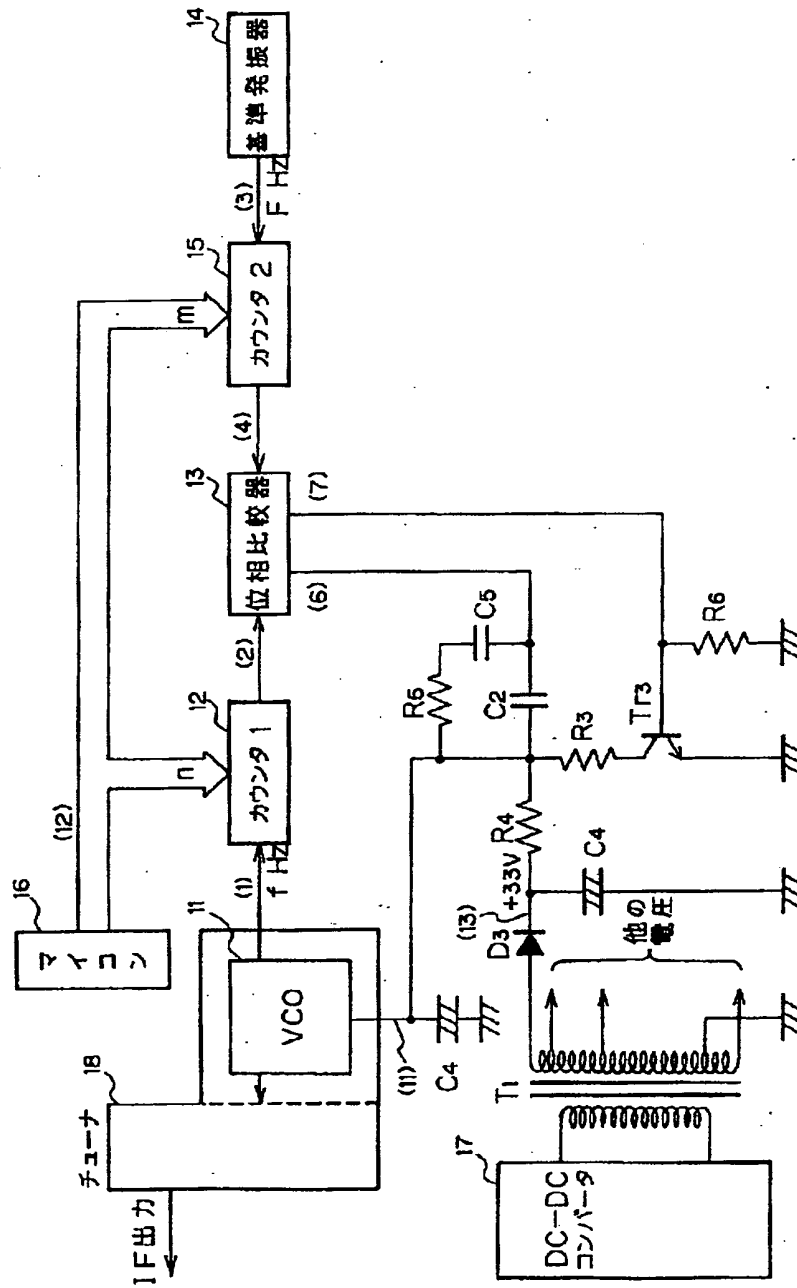 チューナ
18
IF出力
11
VCO
(11)
C4
16
マイコン
(12)
n
m
(1)
f Hz
12
カウンタ 1
(2)
13
位相比較器
(6)
(7)
(4)
15
カウンタ 2
(3)
F Hz
14
基準発振器
R5
C5
C2
R3
Tr3
R6
R4
+33V
(13)
D3
C4
他の電圧
T1
17
DC-DC
コンバータ